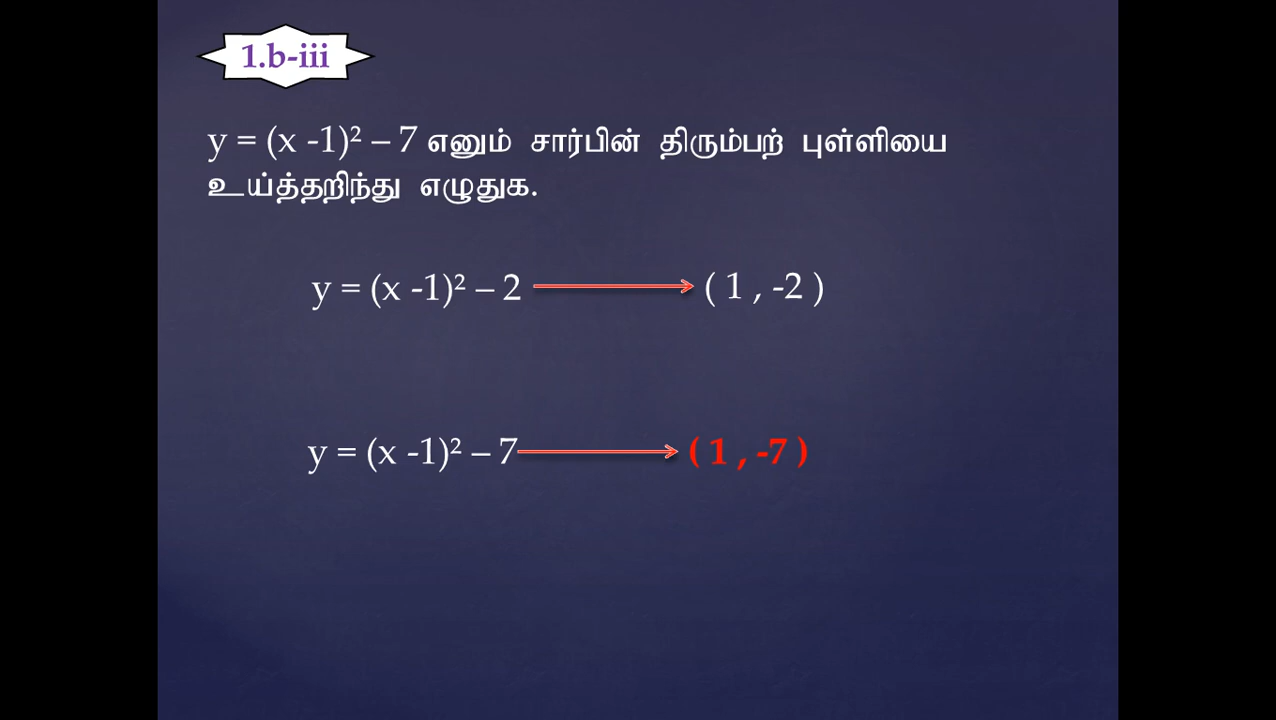 1.b-iii
y = (x -1)² – 7 எனும் சார்பின் திரும்பற் புள்ளியை
உய்த்தறிந்து எழுதுக.
y = (x -1)² – 2 ( 1 , -2 )
y = (x -1)² – 7 ( 1 , -7 )